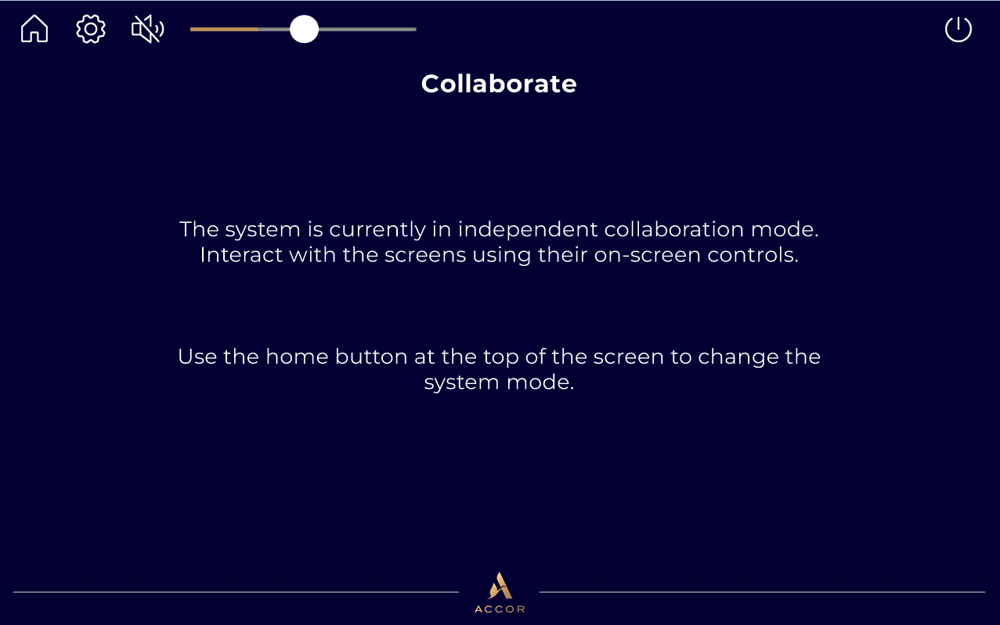 Collaborate
The system is currently in independent collaboration mode.
Interact with the screens using their on-screen controls.
Use the home button at the top of the screen to change the
system mode.
ACCOR